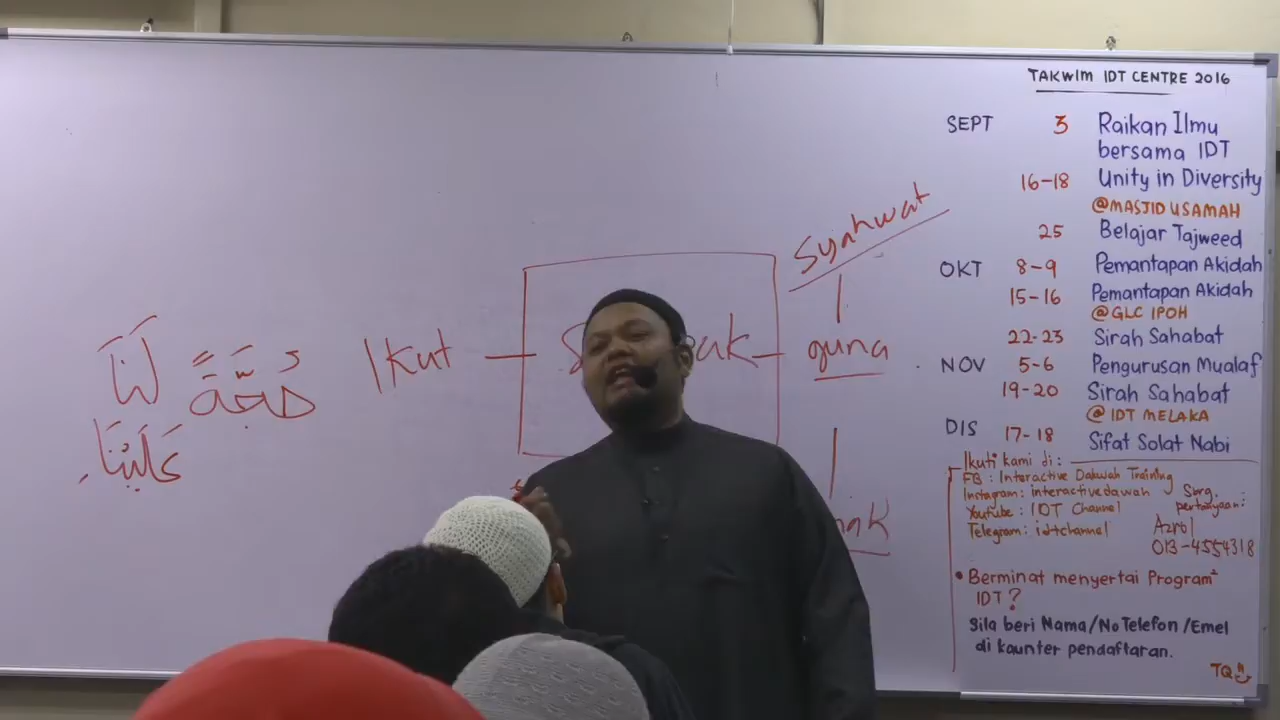 TAKWIM IDT CENTRE 2016
SEPT 3 Raikan Ilmu
bersama IDT
16-18 Unity in Diversity
@MASJID USAMAH
25 Belajar Tajweed
OKT 8-9 Pemantapan Akidah
15-16 Pemantapan Akidah
@GLC IPOH
22-23 Sirah Sahabat
NOV 5-6 Pengurusan Mualaf
19-20 Sirah Sahabat
@IDT MELAKA
DIS 17-18 Sifat Solat Nabi
Ikuti kami di:
FB: Interactive Dakwah Training
Instagram: interactivedawah
Youtube: IDT Channel
Telegram: idtchannel
Sbrg.
pertanyaan:
Azrol
013-4554318
• Berminat menyertai Program²
IDT?
Sila beri Nama/No Telefon/Emel
di kaunter pendaftaran.
TQ
Syahwat
Ikut
guna
لَنَا
عَلَيْنَا